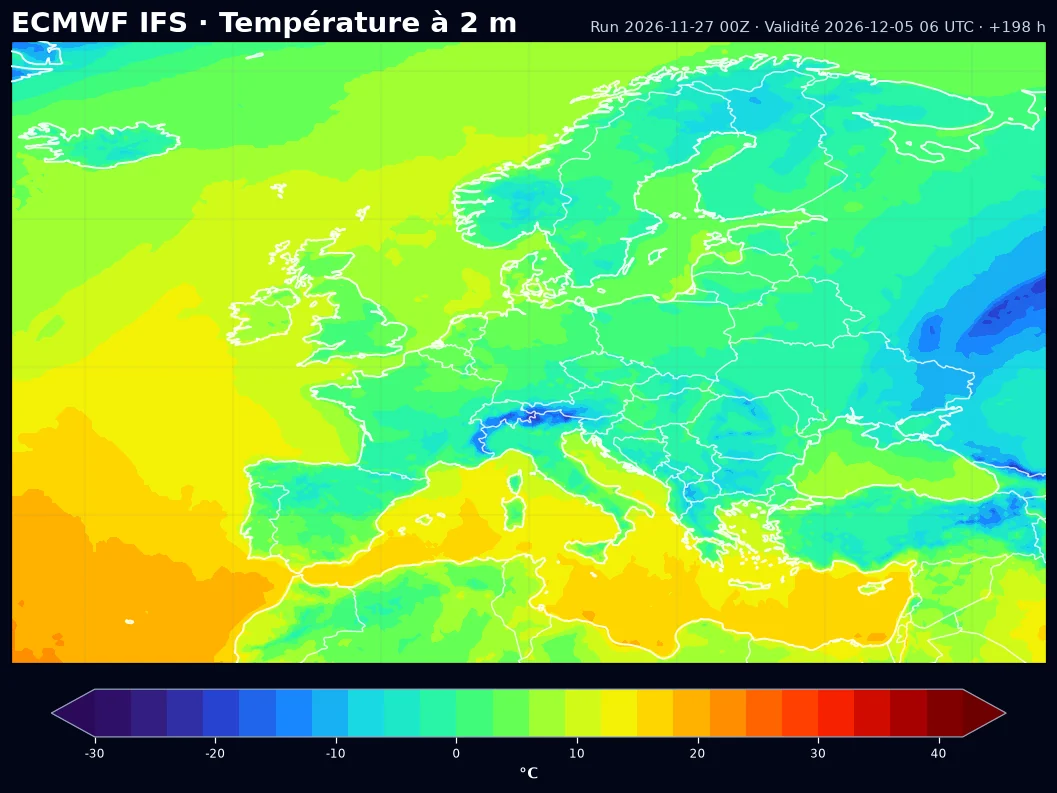 ECMWF IFS · Température à 2 m
Run 2026-11-27 00Z · Validité 2026-12-05 06 UTC · +198 h
-30 -20 -10 0 10 20 30 40
°C